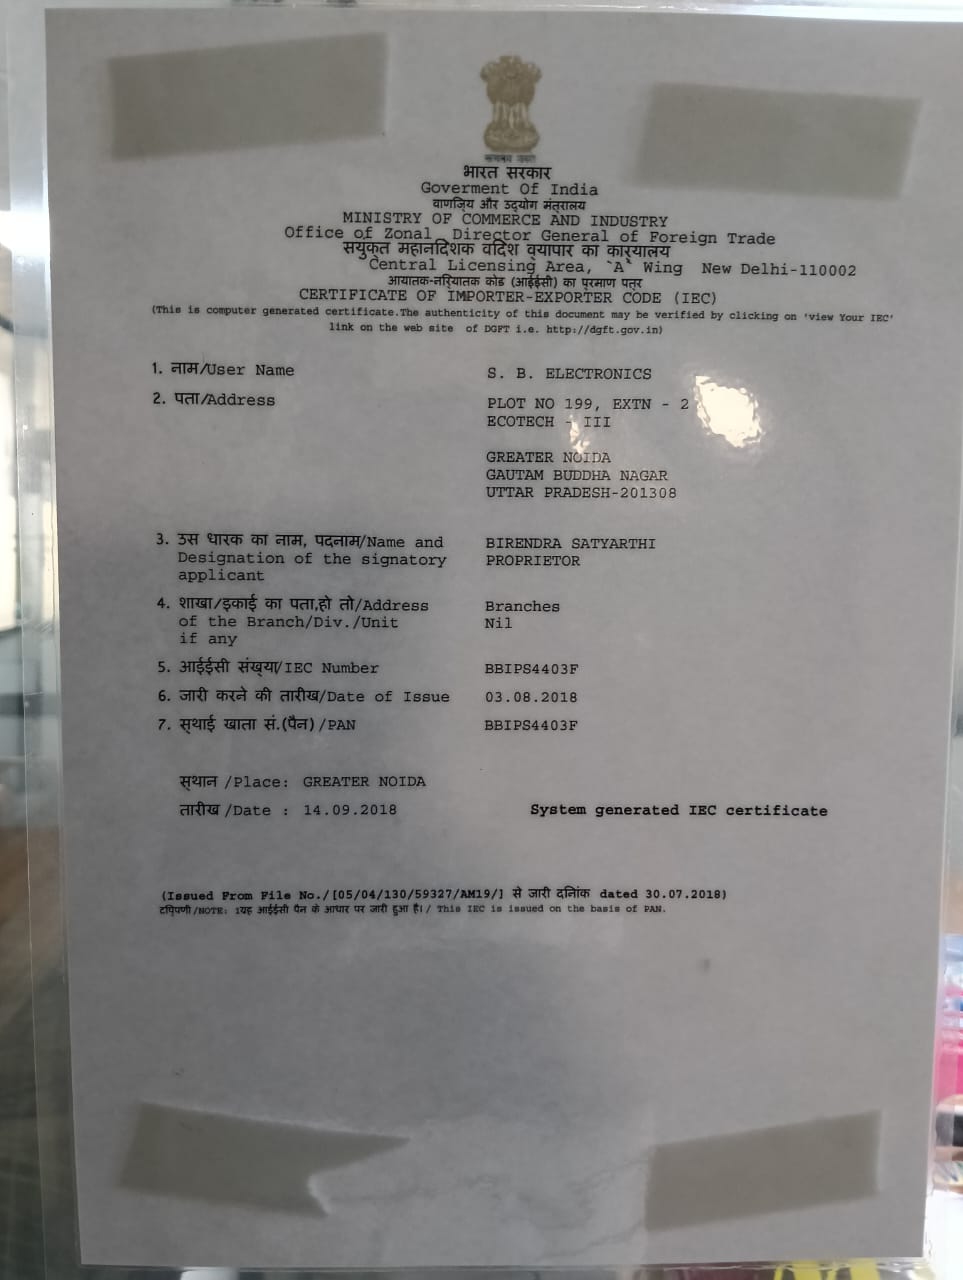 भारत सरकार
Goverment Of India
वाणज्यि और उद्योग मंत्रालय
MINISTRY OF COMMERCE AND INDUSTRY
Office of Zonal Director General of Foreign Trade
सयुक्त महानदिशक वदिश व्यापार का कार्यालय
Central Licensing Area, `A` Wing New Delhi-110002
आयातक-नर्यातक कोड (आईईसी) का प्रमाण पत्र
CERTIFICATE OF IMPORTER-EXPORTER CODE (IEC)
(This is computer generated certificate.The authenticity of this document may be verified by clicking on 'view Your IEC'
link on the web site of DGFT i.e. http://dgft.gov.in)
1. नाम/User Name S. B. ELECTRONICS
2. पता/Address PLOT NO 199, EXTN - 2
ECOTECH - III
GREATER NOIDA
GAUTAM BUDDHA NAGAR
UTTAR PRADESH-201308
3. उस धारक का नाम, पदनाम/Name and BIRENDRA SATYARTHI
Designation of the signatory PROPRIETOR
applicant
4. शाखा/इकाई का पता,हो तो/Address Branches
of the Branch/Div./Unit Nil
if any
5. आईईसी संख्या/IEC Number BBIPS4403F
6. जारी करने की तारीख/Date of Issue 03.08.2018
7. स्थाई खाता सं.(पैन)/PAN BBIPS4403F
स्थान /Place: GREATER NOIDA
तारीख /Date : 14.09.2018 System generated IEC certificate
(Issued From File No./[05/04/130/59327/AM19/] से जारी दनिांक dated 30.07.2018)
टपि्पणी/NOTE: 1यह आईईसी पैन के आधार पर जारी हुआ है।/ This IEC is issued on the basis of PAN.